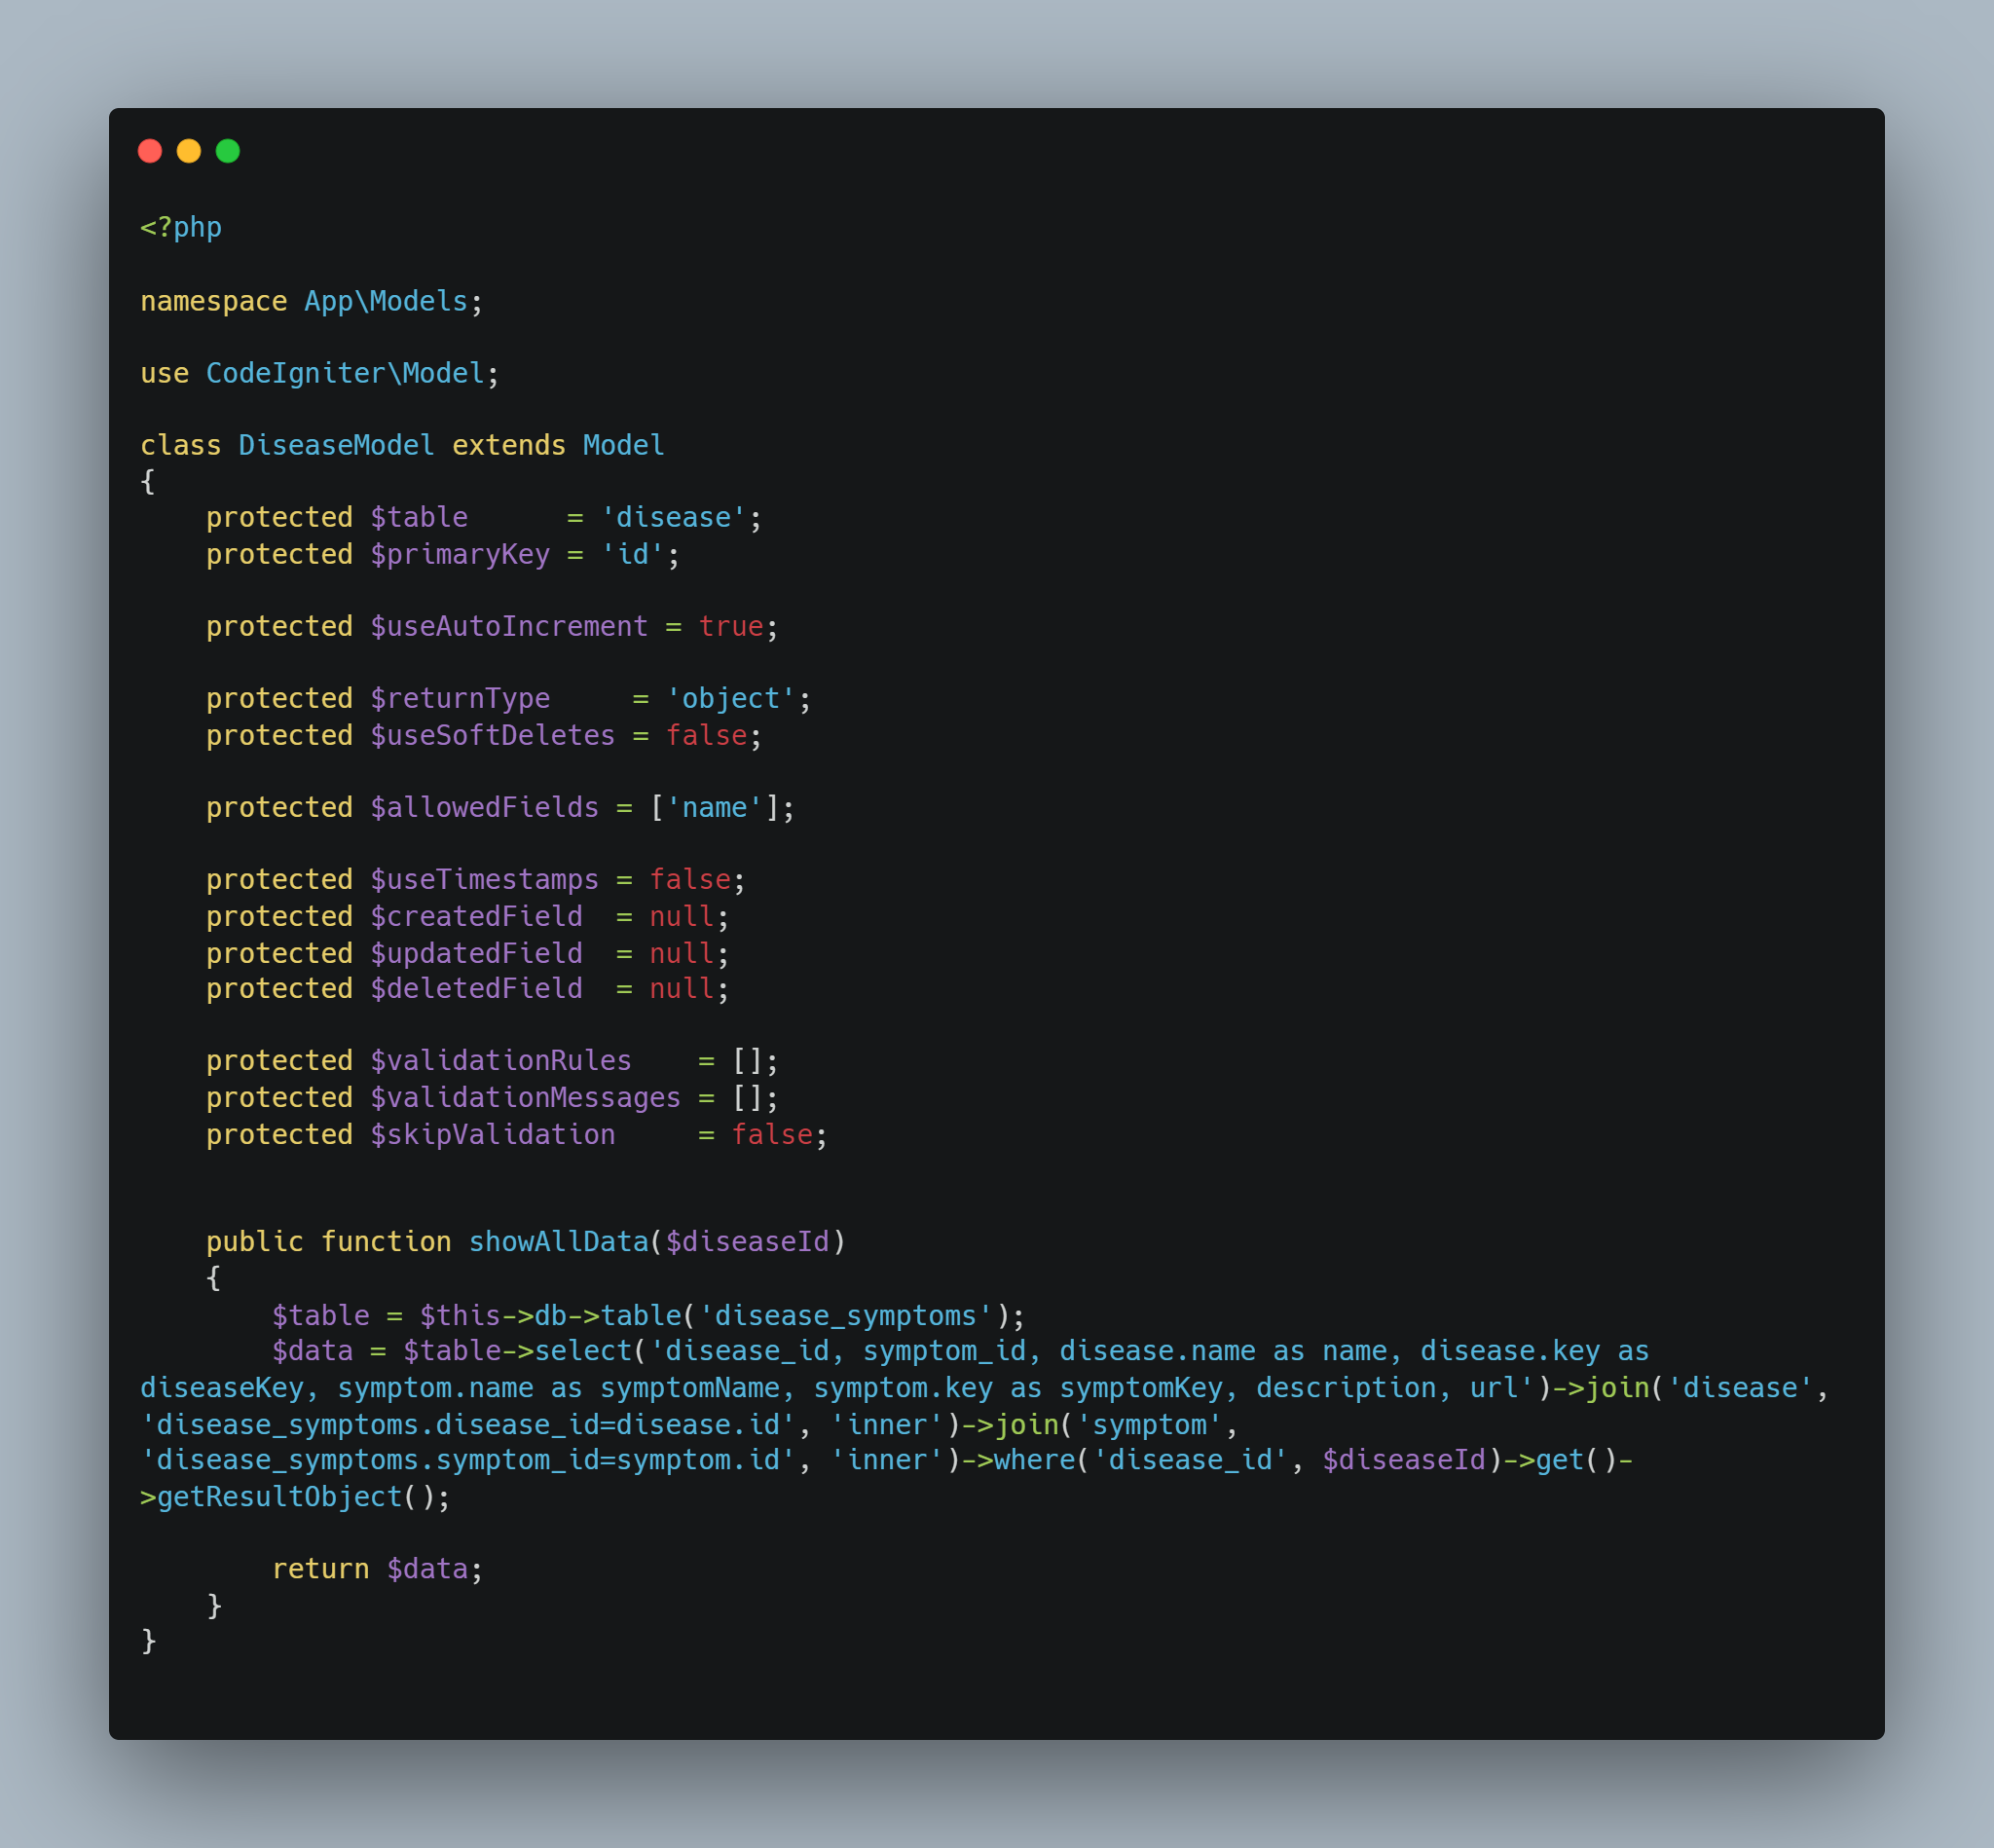 <?php

namespace App\Models;

use CodeIgniter\Model;

class DiseaseModel extends Model
{
    protected $table      = 'disease';
    protected $primaryKey = 'id';

    protected $useAutoIncrement = true;

    protected $returnType     = 'object';
    protected $useSoftDeletes = false;

    protected $allowedFields = ['name'];

    protected $useTimestamps = false;
    protected $createdField  = null;
    protected $updatedField  = null;
    protected $deletedField  = null;

    protected $validationRules    = [];
    protected $validationMessages = [];
    protected $skipValidation     = false;


    public function showAllData($diseaseId)
    {
        $table = $this->db->table('disease_symptoms');
        $data = $table->select('disease_id, symptom_id, disease.name as name, disease.key as
diseaseKey, symptom.name as symptomName, symptom.key as symptomKey, description, url')->join('disease',
'disease_symptoms.disease_id=disease.id', 'inner')->join('symptom',
'disease_symptoms.symptom_id=symptom.id', 'inner')->where('disease_id', $diseaseId)->get()-
>getResultObject();

        return $data;
    }
}